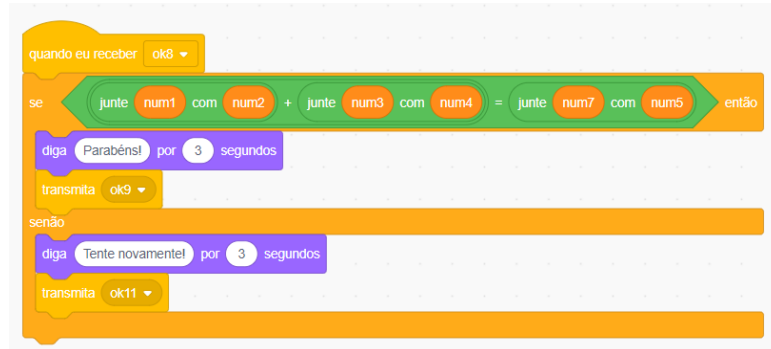 quando eu receber ok8
se junte num1 com num2 + junte num3 com num4 = junte num7 com num5 então
diga Parabéns! por 3 segundos
transmita ok9
senão
diga Tente novamente! por 3 segundos
transmita ok11